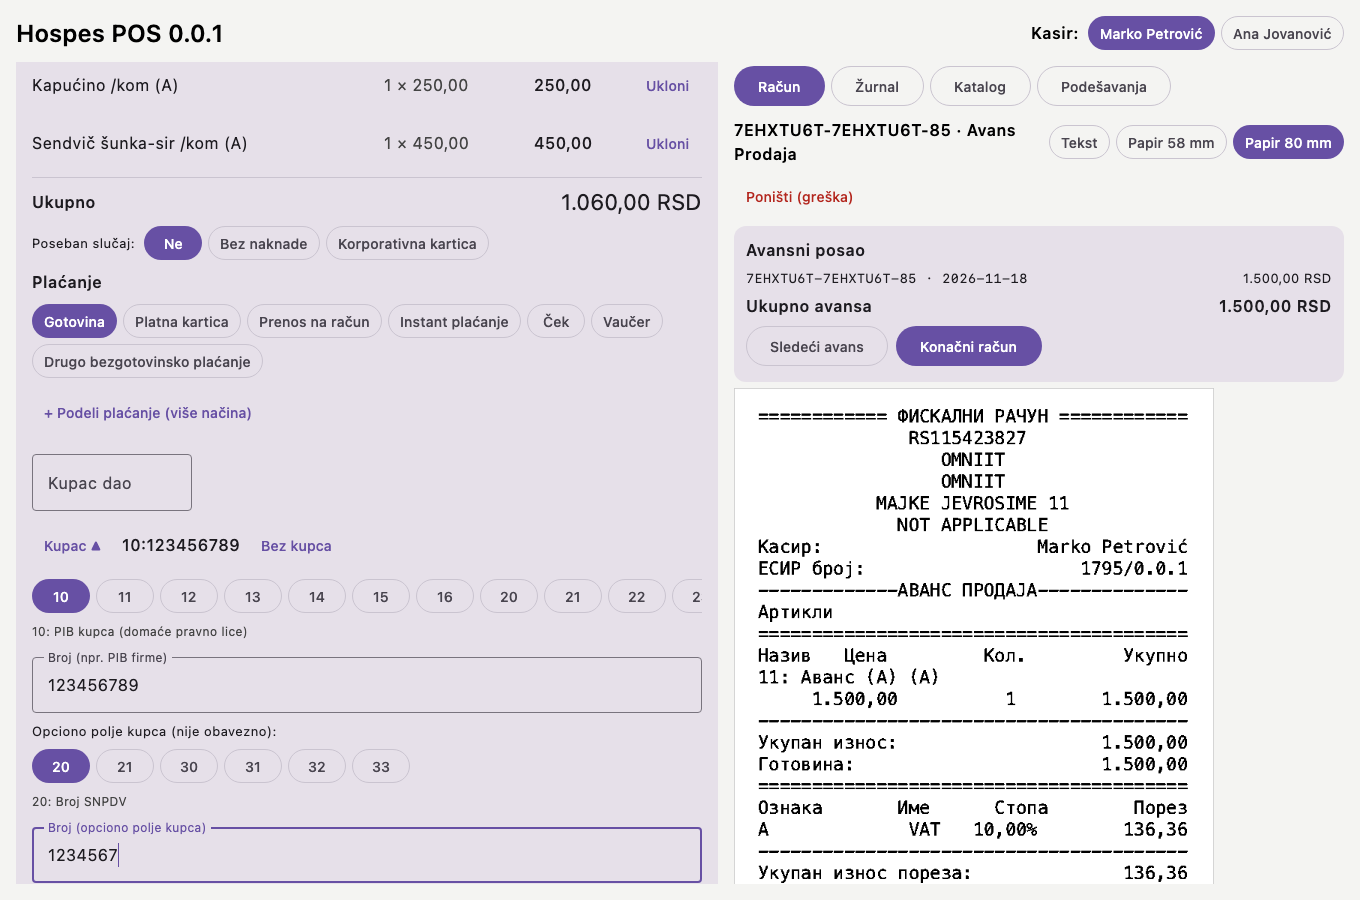 Hospes POS 0.0.1
Kasir: Marko Petrović Ana Jovanović
Kapućino /kom (A) 1 × 250,00 250,00 Ukloni
Sendvič šunka-sir /kom (A) 1 × 450,00 450,00 Ukloni
Ukupno 1.060,00 RSD
Poseban slučaj: Ne Bez naknade Korporativna kartica
Plaćanje
Gotovina Platna kartica Prenos na račun Instant plaćanje Ček Vaučer
Drugo bezgotovinsko plaćanje
+ Podeli plaćanje (više načina)
Kupac dao
Kupac ▲ 10:123456789 Bez kupca
10 11 12 13 14 15 16 20 21 22 2
10: PIB kupca (domaće pravno lice)
Broj (npr. PIB firme)
123456789
Opciono polje kupca (nije obavezno):
20 21 30 31 32 33
20: Broj SNPDV
Broj (opciono polje kupca)
1234567
Račun Žurnal Katalog Podešavanja
7EHXTU6T-7EHXTU6T-85 · Avans
Prodaja
Tekst Papir 58 mm Papir 80 mm
Poništi (greška)
Avansni posao
7EHXTU6T-7EHXTU6T-85 · 2026-11-18 1.500,00 RSD
Ukupno avansa 1.500,00 RSD
Sledeći avans Konačni račun
============ ФИСКАЛНИ РАЧУН ============
RS115423827
OMNIIT
OMNIIT
MAJKE JEVROSIME 11
NOT APPLICABLE
Касир: Marko Petrović
ЕСИР број: 1795/0.0.1
-------------АВАНС ПРОДАЈА--------------
Артикли
========================================
Назив Цена Кол. Укупно
11: Аванс (А) (А)
1.500,00 1 1.500,00
----------------------------------------
Укупан износ: 1.500,00
Готовина: 1.500,00
========================================
Ознака Име Стопа Порез
А VAT 10,00% 136,36
----------------------------------------
Укупан износ пореза: 136,36